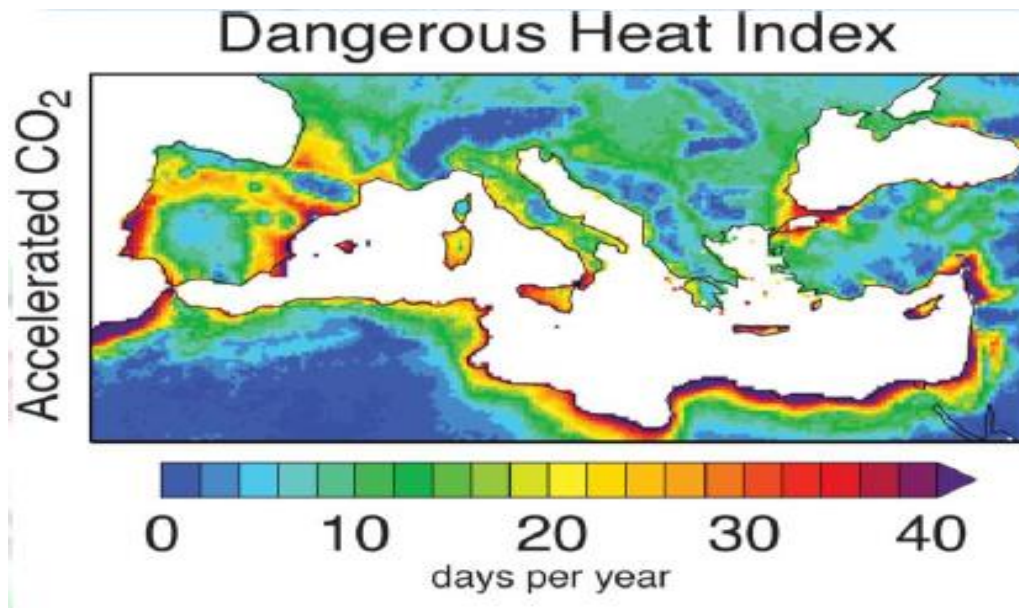 Dangerous Heat Index
Accelerated CO₂
0 10 20 30 40
days per year